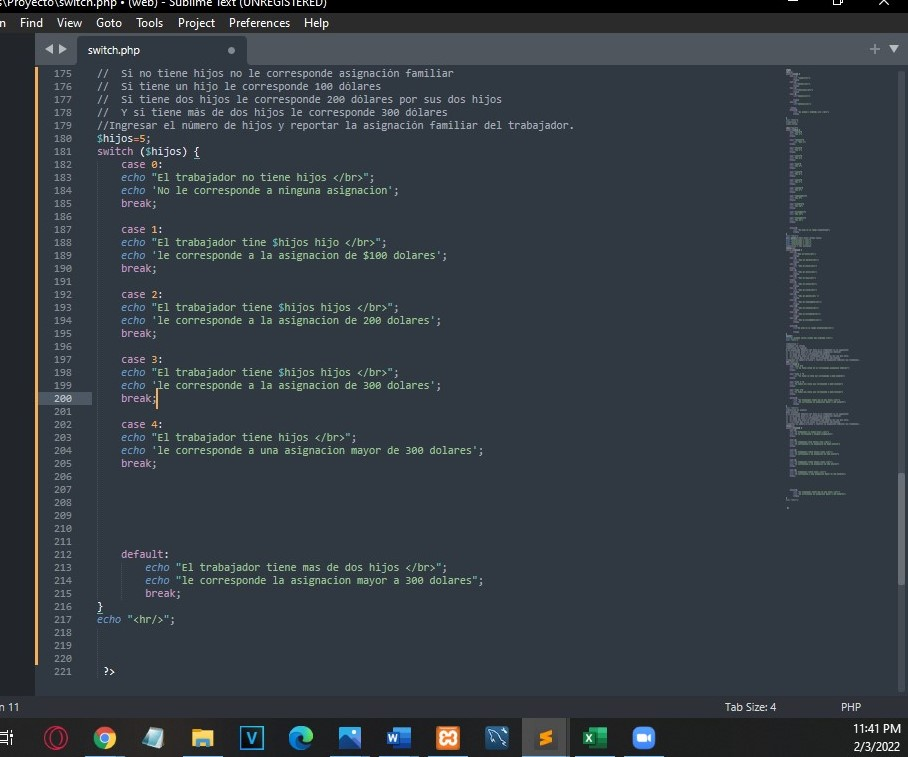 s\Proyecto\switch.php • (web) - Sublime Text (UNREGISTERED)
n Find View Goto Tools Project Preferences Help
switch.php
175 // Si no tiene hijos no le corresponde asignación familiar
176 // Si tiene un hijo le corresponde 100 dólares
177 // Si tiene dos hijos le corresponde 200 dólares por sus dos hijos
178 // Y si tiene màs de dos hijos le corresponde 300 dólares
179 //Ingresar el número de hijos y reportar la asignación familiar del trabajador.
180 $hijos=5;
181 switch ($hijos) {
182 case 0:
183 echo "El trabajador no tiene hijos </br>";
184 echo 'No le corresponde a ninguna asignacion';
185 break;
186
187 case 1:
188 echo "El trabajador tine $hijos hijo </br>";
189 echo 'le corresponde a la asignacion de $100 dolares';
190 break;
191
192 case 2:
193 echo "El trabajador tiene $hijos hijos </br>";
194 echo 'le corresponde a la asignacion de 200 dolares';
195 break;
196
197 case 3:
198 echo "El trabajador tiene $hijos hijos </br>";
199 echo 'le corresponde a la asignacion de 300 dolares';
200 break;
201
202 case 4:
203 echo "El trabajador tiene hijos </br>";
204 echo 'le corresponde a una asignacion mayor de 300 dolares';
205 break;
206
207
208
209
210
211
212 default:
213 echo "El trabajador tiene mas de dos hijos </br>";
214 echo "le corresponde la asignacion mayor a 300 dolares";
215 break;
216 }
217 echo "<hr/>";
218
219
220
221 ?>
n 11 Tab Size: 4 PHP
11:41 PM
2/3/2022